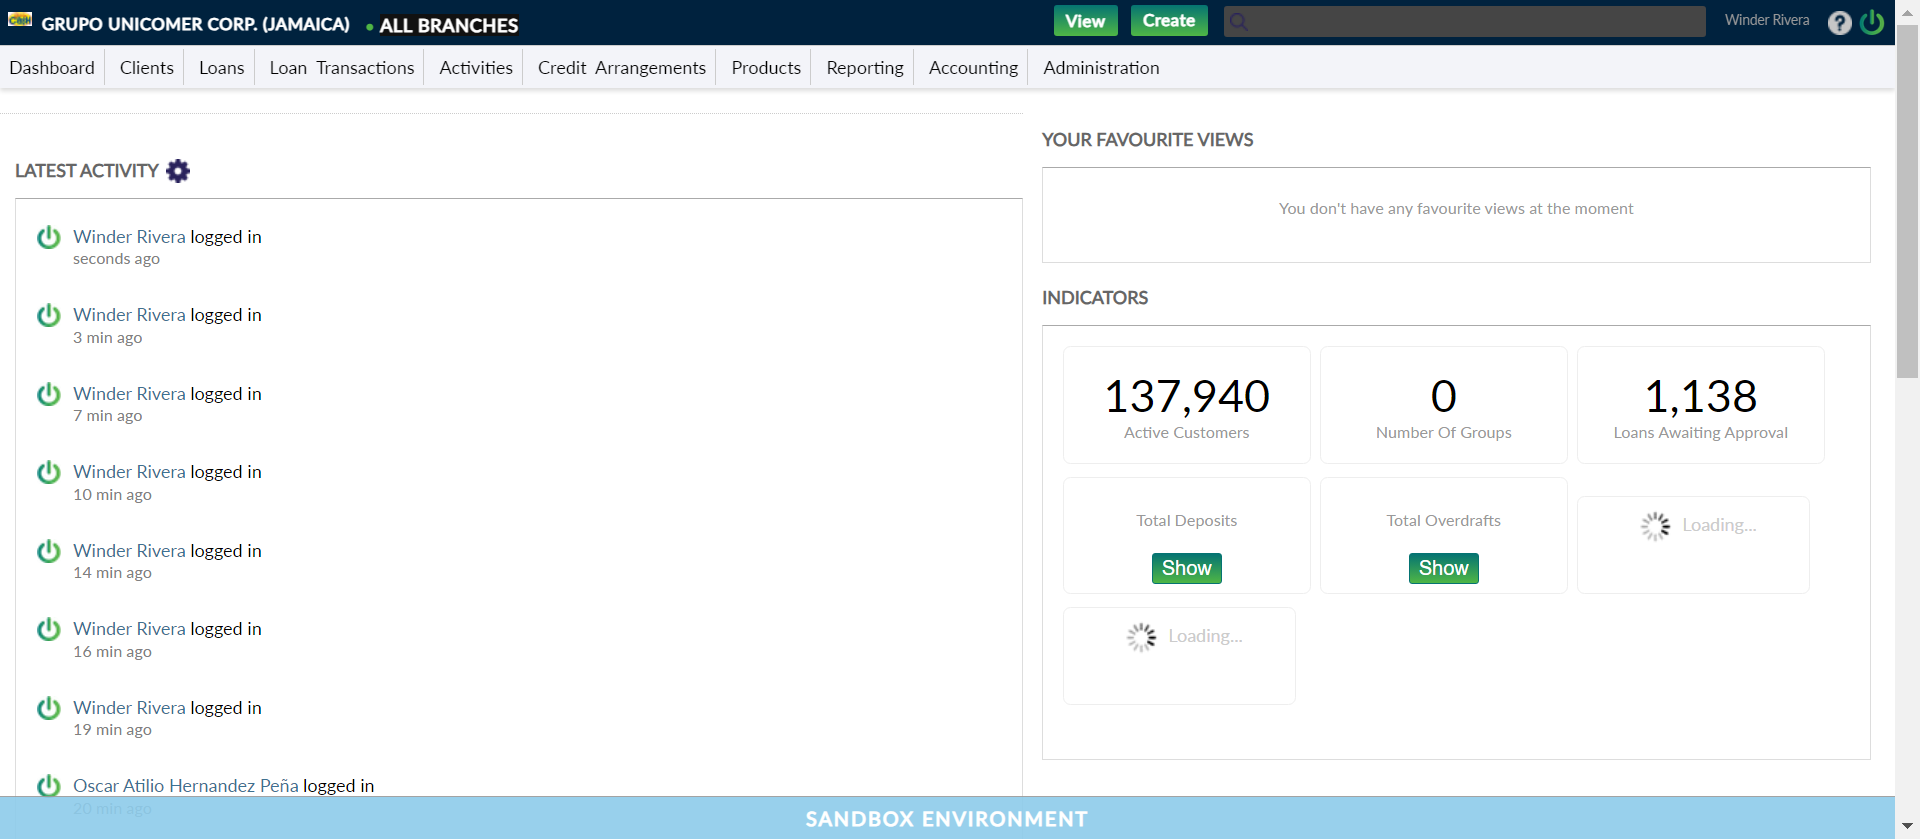 GRUPO UNICOMER CORP. (JAMAICA) • ALL BRANCHES View Create Winder Rivera ?
Dashboard Clients Loans Loan Transactions Activities Credit Arrangements Products Reporting Accounting Administration
LATEST ACTIVITY
Winder Rivera logged in
seconds ago
Winder Rivera logged in
3 min ago
Winder Rivera logged in
7 min ago
Winder Rivera logged in
10 min ago
Winder Rivera logged in
14 min ago
Winder Rivera logged in
16 min ago
Winder Rivera logged in
19 min ago
Oscar Atilio Hernandez Peña logged in
20 min ago
YOUR FAVOURITE VIEWS
You don't have any favourite views at the moment
INDICATORS
137,940
Active Customers
0
Number Of Groups
1,138
Loans Awaiting Approval
Total Deposits
Show
Total Overdrafts
Show
Loading...
Loading...
SANDBOX ENVIRONMENT